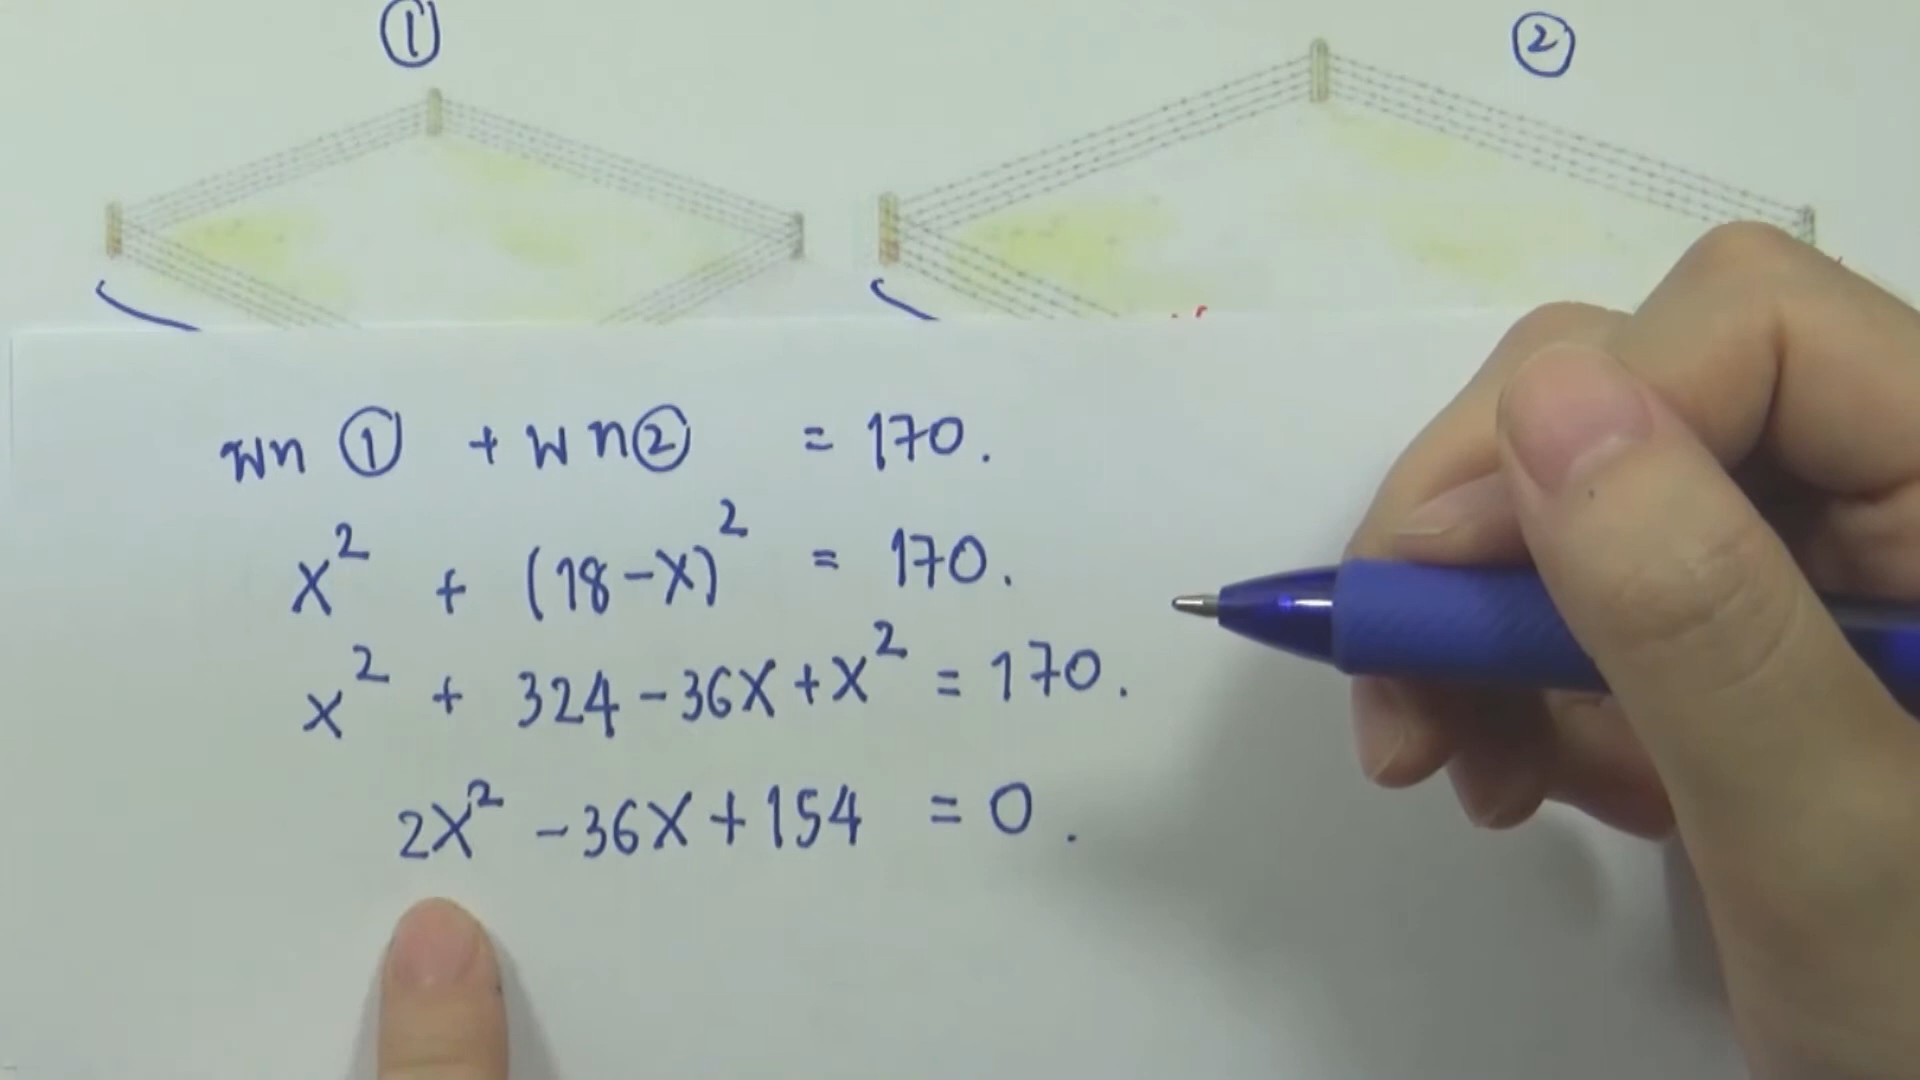 ①
②
พท ① + พท ② = 170.
x² + (18-x)² = 170.
x² + 324 - 36x + x² = 170.
2x² - 36x + 154 = 0.